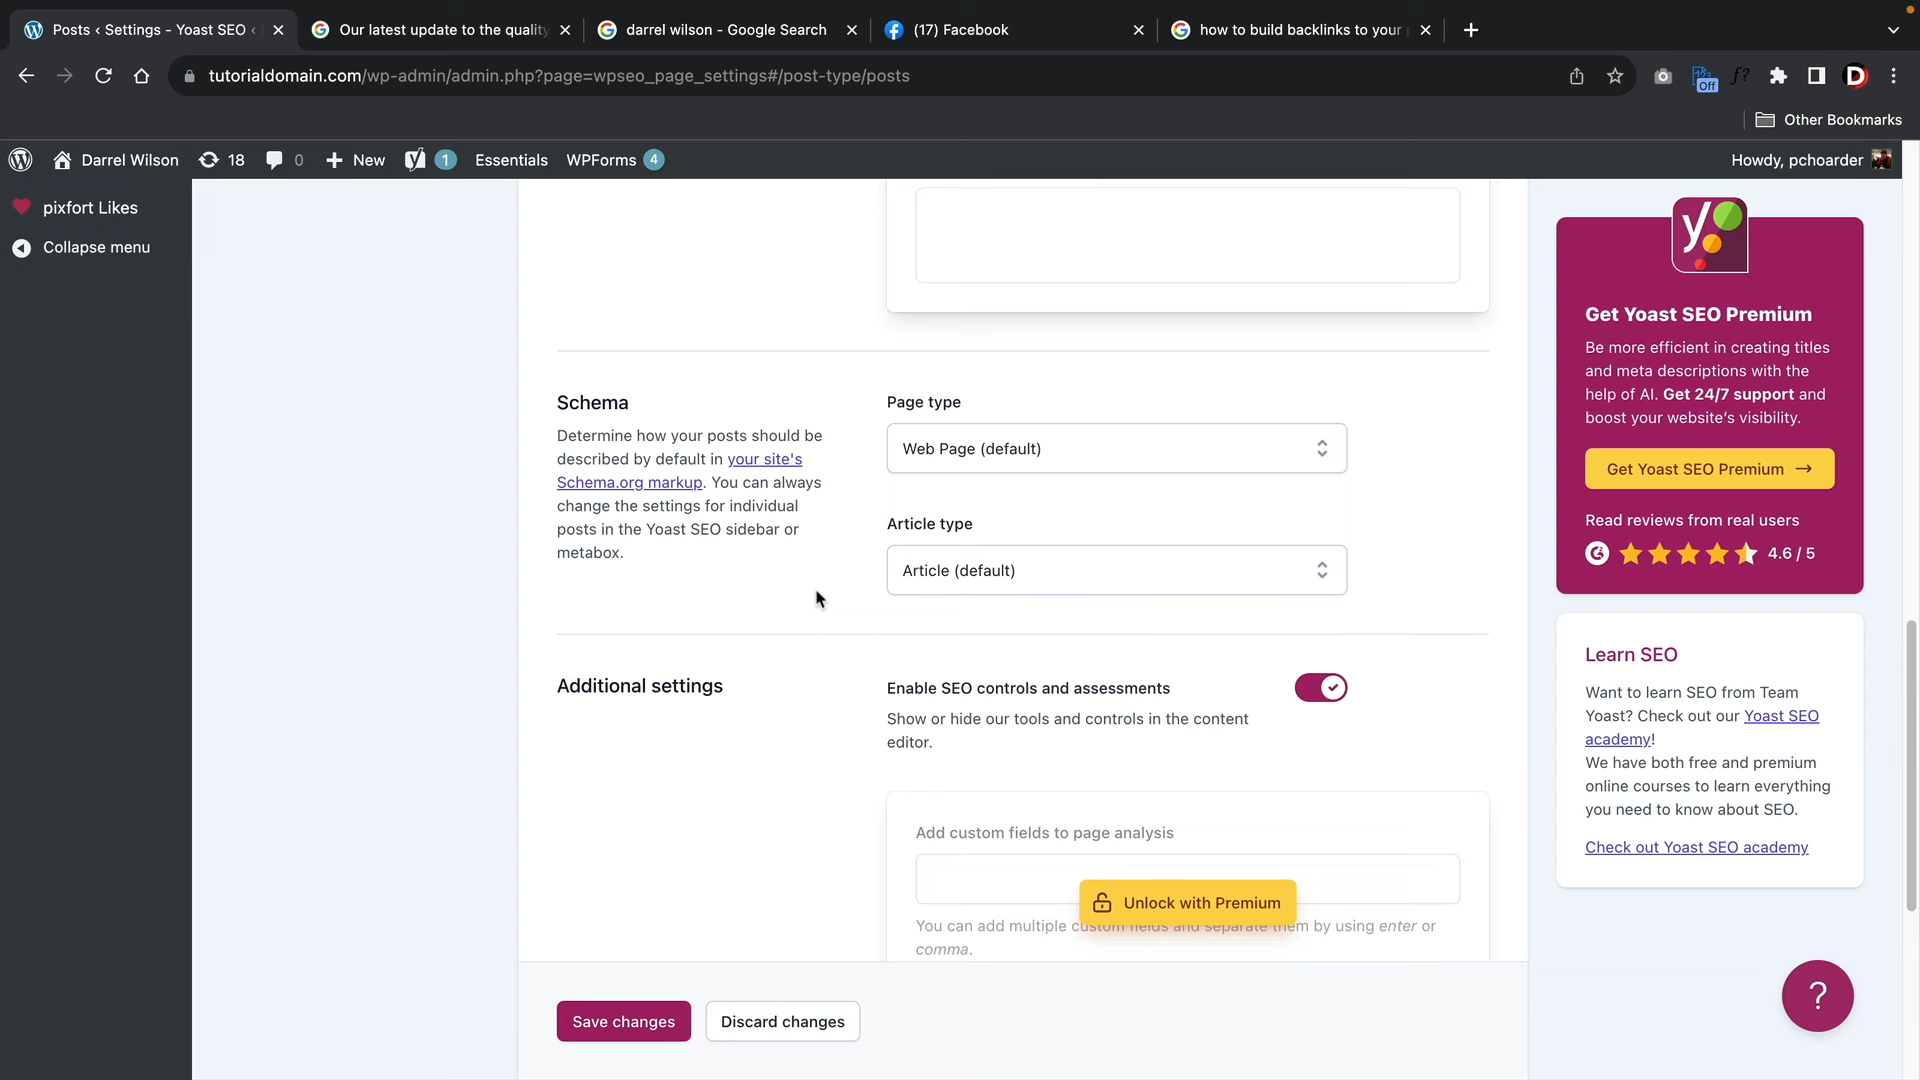 Posts ‹ Settings - Yoast SEO ‹
Our latest update to the quality
darrel wilson - Google Search
(17) Facebook
how to build backlinks to your
tutorialdomain.com/wp-admin/admin.php?page=wpseo_page_settings#/post-type/posts
Off
f?
D
Other Bookmarks
Darrel Wilson
18
0
New
1
Essentials
WPForms 4
Howdy, pchoarder
pixfort Likes
Collapse menu
Schema
Determine how your posts should be
described by default in your site's
Schema.org markup. You can always
change the settings for individual
posts in the Yoast SEO sidebar or
metabox.
Page type
Web Page (default)
Article type
Article (default)
Additional settings
Enable SEO controls and assessments
Show or hide our tools and controls in the content
editor.
Add custom fields to page analysis
Unlock with Premium
You can add multiple custom fields and separate them by using enter or
comma.
Save changes
Discard changes
y
Get Yoast SEO Premium
Be more efficient in creating titles
and meta descriptions with the
help of AI. Get 24/7 support and
boost your website's visibility.
Get Yoast SEO Premium →
Read reviews from real users
4.6 / 5
Learn SEO
Want to learn SEO from Team
Yoast? Check out our Yoast SEO
academy!
We have both free and premium
online courses to learn everything
you need to know about SEO.
Check out Yoast SEO academy
?